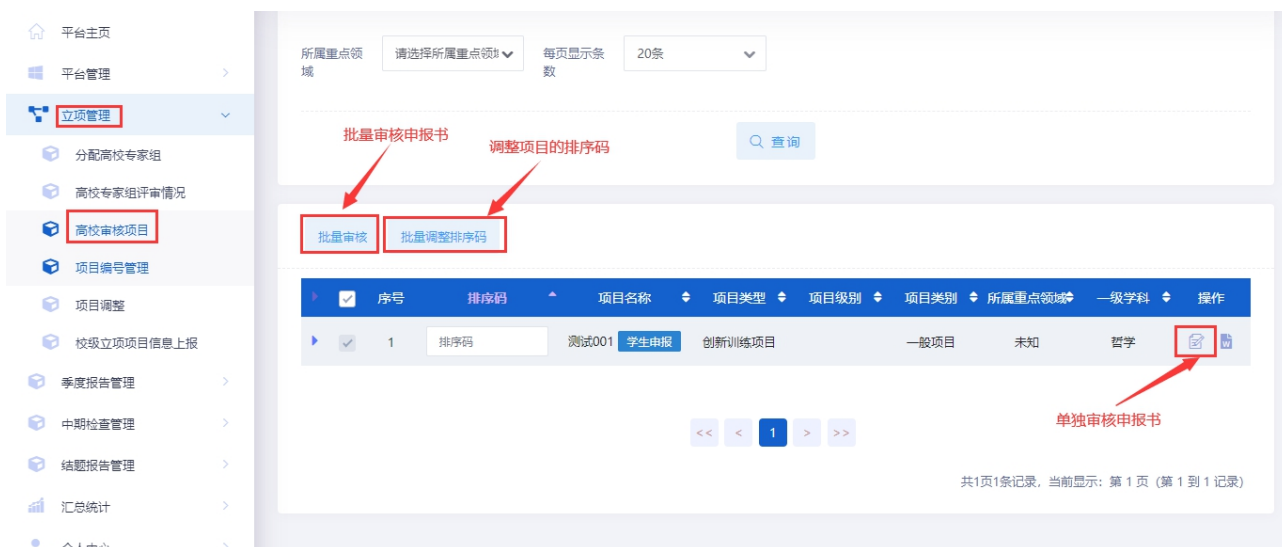 平台主页
平台管理
立项管理
分配高校专家组
高校专家组评审情况
高校审核项目
项目编号管理
项目调整
校级立项项目信息上报
季度报告管理
中期检查管理
结题报告管理
汇总统计
个人中心
所属重点领域 请选择所属重点领域 每页显示条数 20条
查询
批量审核申报书
调整项目的排序码
批量审核 批量调整排序码
序号 排序码 项目名称 项目类型 项目级别 项目类别 所属重点领域 一级学科 操作
1 排序码 测试001 学生申报 创新训练项目 一般项目 未知 哲学
单独审核申报书
<< < 1 > >>
共1页1条记录，当前显示：第 1 页（第 1 到 1 记录）